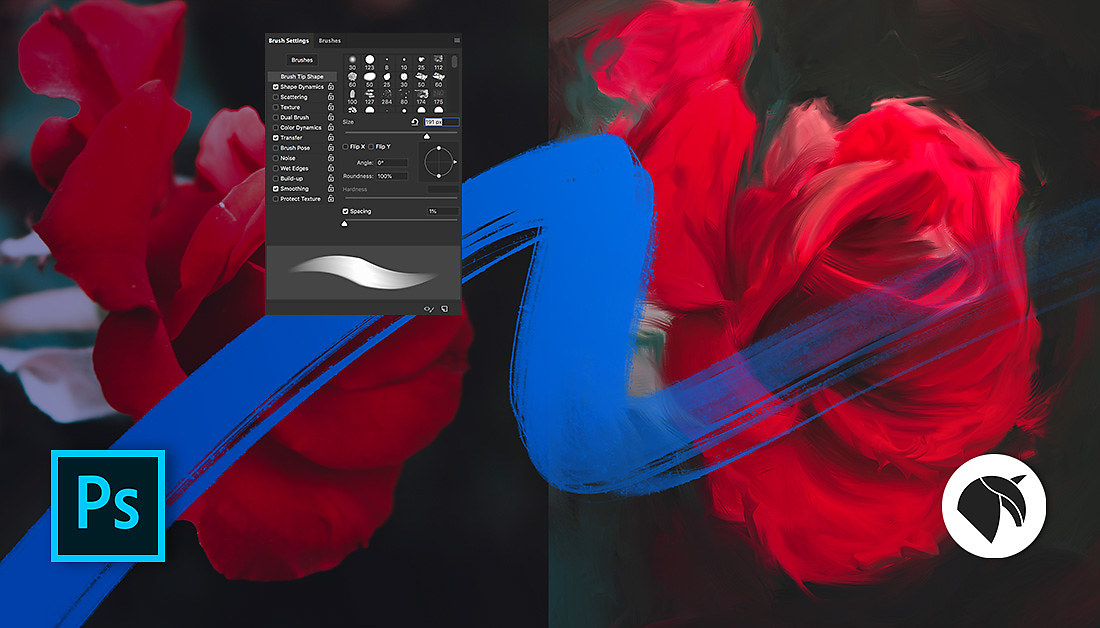 Brush Settings Brushes
Brushes
Brush Tip Shape
Shape Dynamics
Scattering
Texture
Dual Brush
Color Dynamics
Transfer
Brush Pose
Noise
Wet Edges
Build-up
Smoothing
Protect Texture
30 123 8 10 25 112
60 50 25 30 50 60
100 127 284 80 174 175
Size 191 px
Flip X Flip Y
Angle: 0°
Roundness: 100%
Hardness
Spacing 1%
Ps